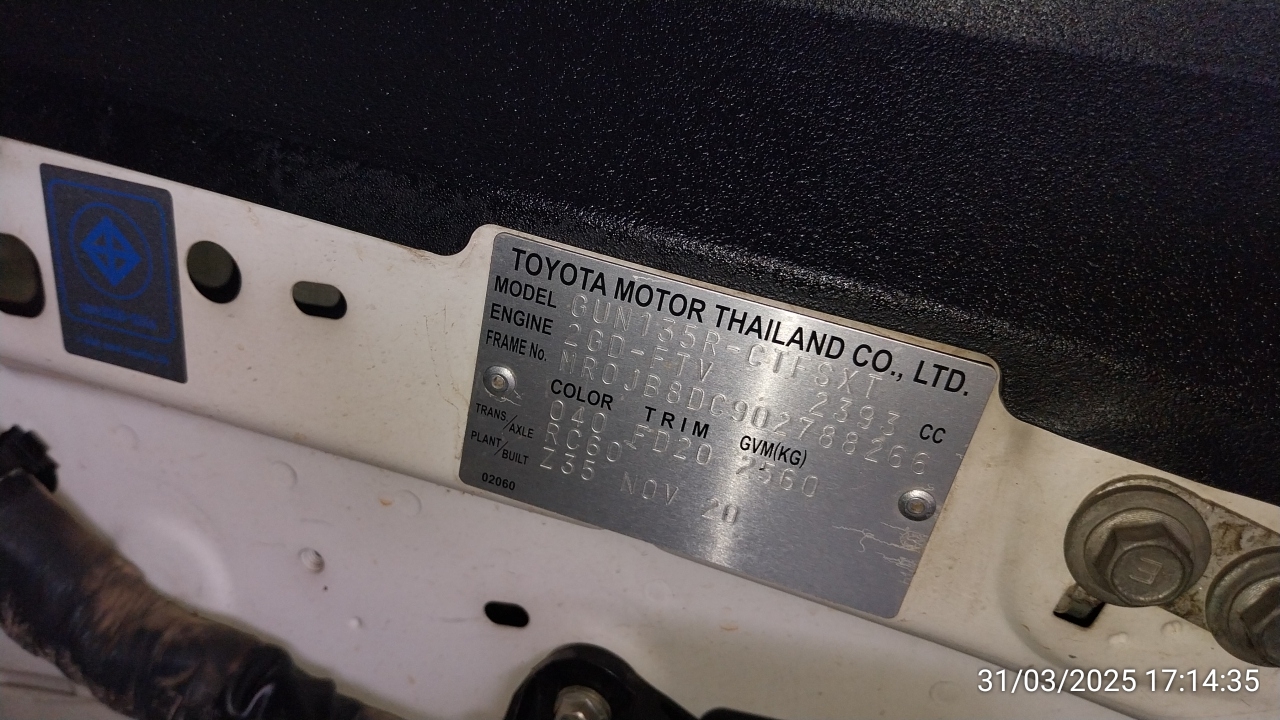 TOYOTA MOTOR THAILAND CO., LTD.
MODEL GUN135R-CTFSXT
ENGINE 2GD-FTV 2393 CC
FRAME No. MR0JB8DC902788266
COLOR TRIM GVM(KG)
040 FD20 2560
TRANS./AXLE RC60
PLANT/BUILT Z35 NOV 20
02060
E
31/03/2025 17:14:35